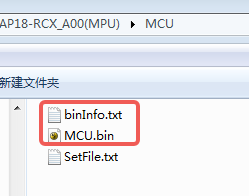 AP18-RCX_A00(MPU) ▸ MCU
新建文件夹
binInfo.txt
MCU.bin
SetFile.txt